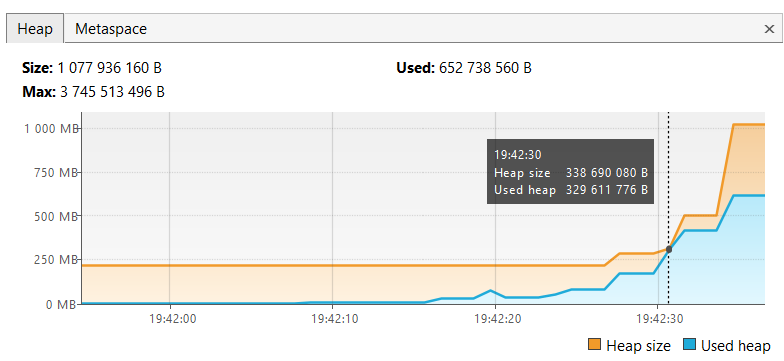 Heap Metaspace ×
Size: 1 077 936 160 B Used: 652 738 560 B
Max: 3 745 513 496 B
1 000 MB
750 MB
500 MB
250 MB
0 MB
19:42:30
Heap size 338 690 080 B
Used heap 329 611 776 B
19:42:00 19:42:10 19:42:20 19:42:30
Heap size Used heap